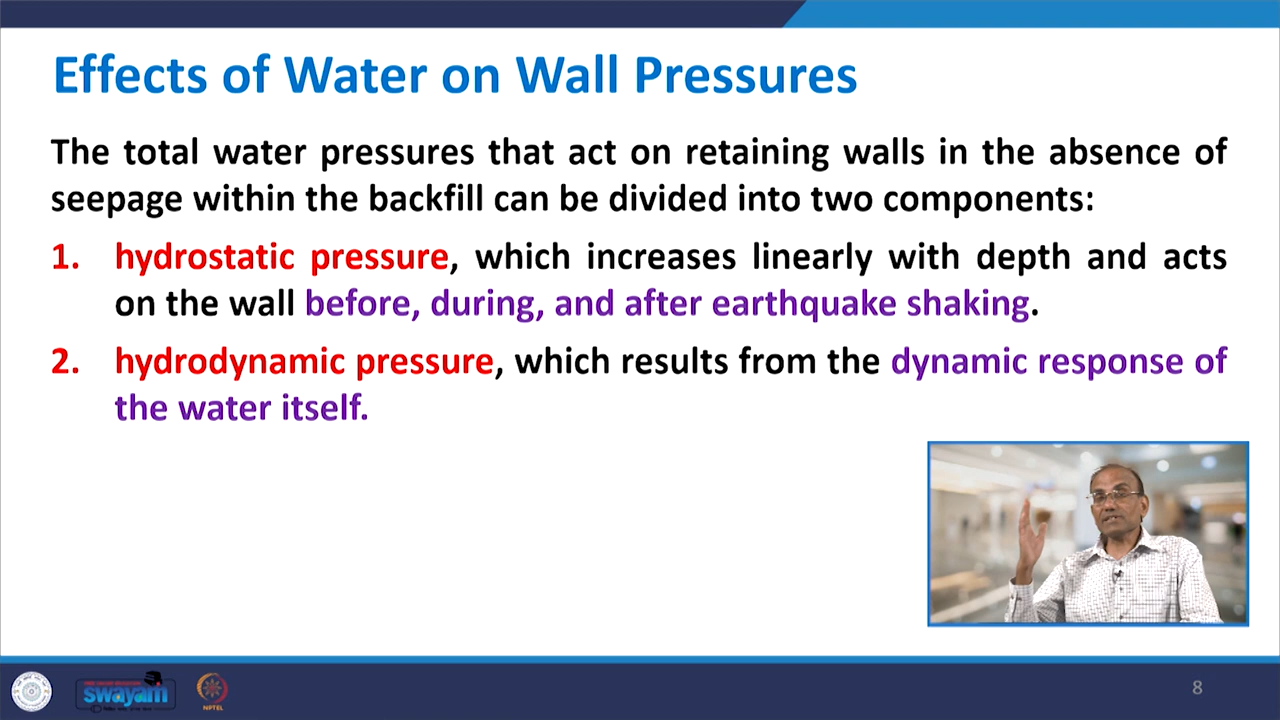 Effects of Water on Wall Pressures
The total water pressures that act on retaining walls in the absence of
seepage within the backfill can be divided into two components:
1. hydrostatic pressure, which increases linearly with depth and acts
on the wall before, during, and after earthquake shaking.
2. hydrodynamic pressure, which results from the dynamic response of
the water itself.
swayam
NPTEL
8